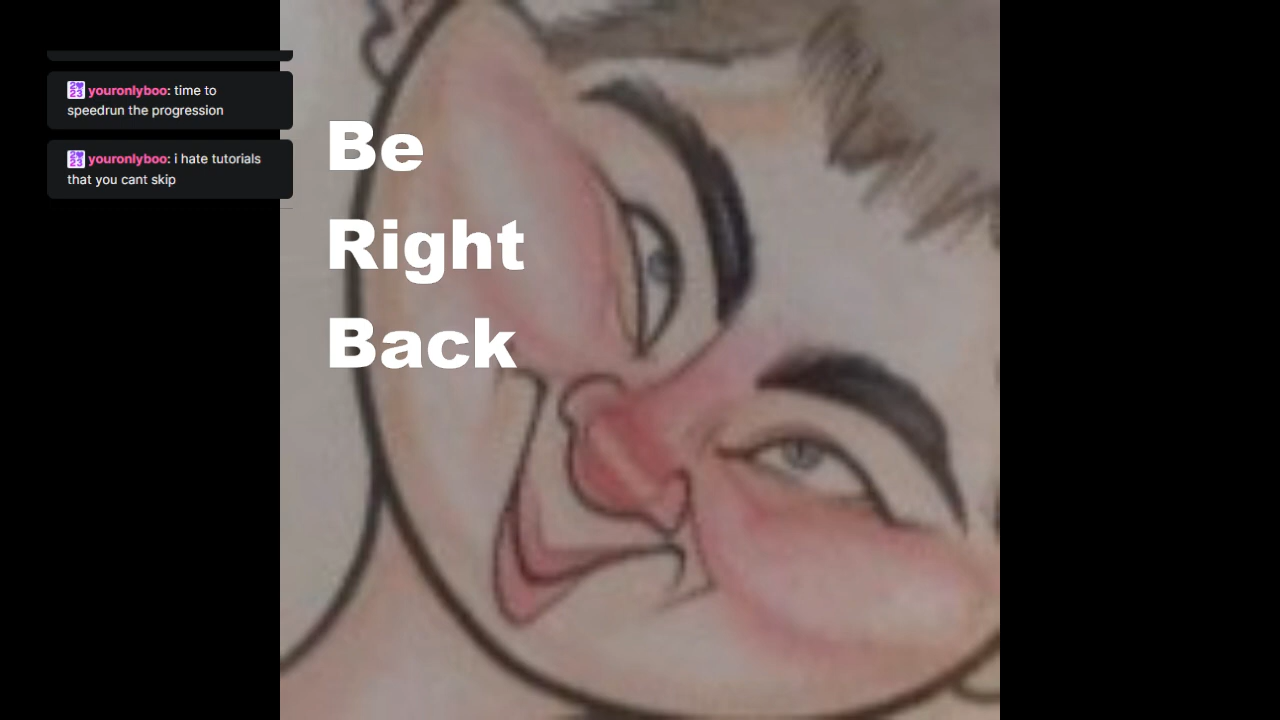 youronlyboo: time to
speedrun the progression
youronlyboo: i hate tutorials
that you cant skip
Be
Right
Back